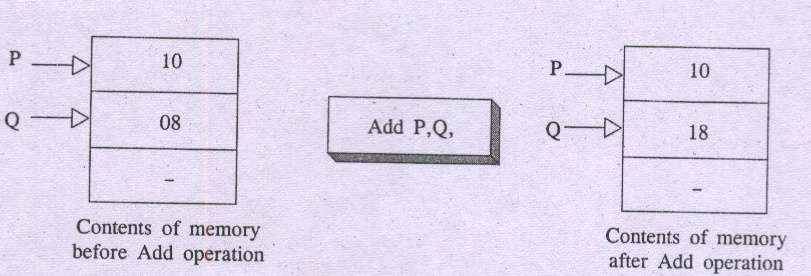 P
10
Q
08
–
Contents of memory
before Add operation
Add P,Q,
P
10
Q
18
–
Contents of memory
after Add operation